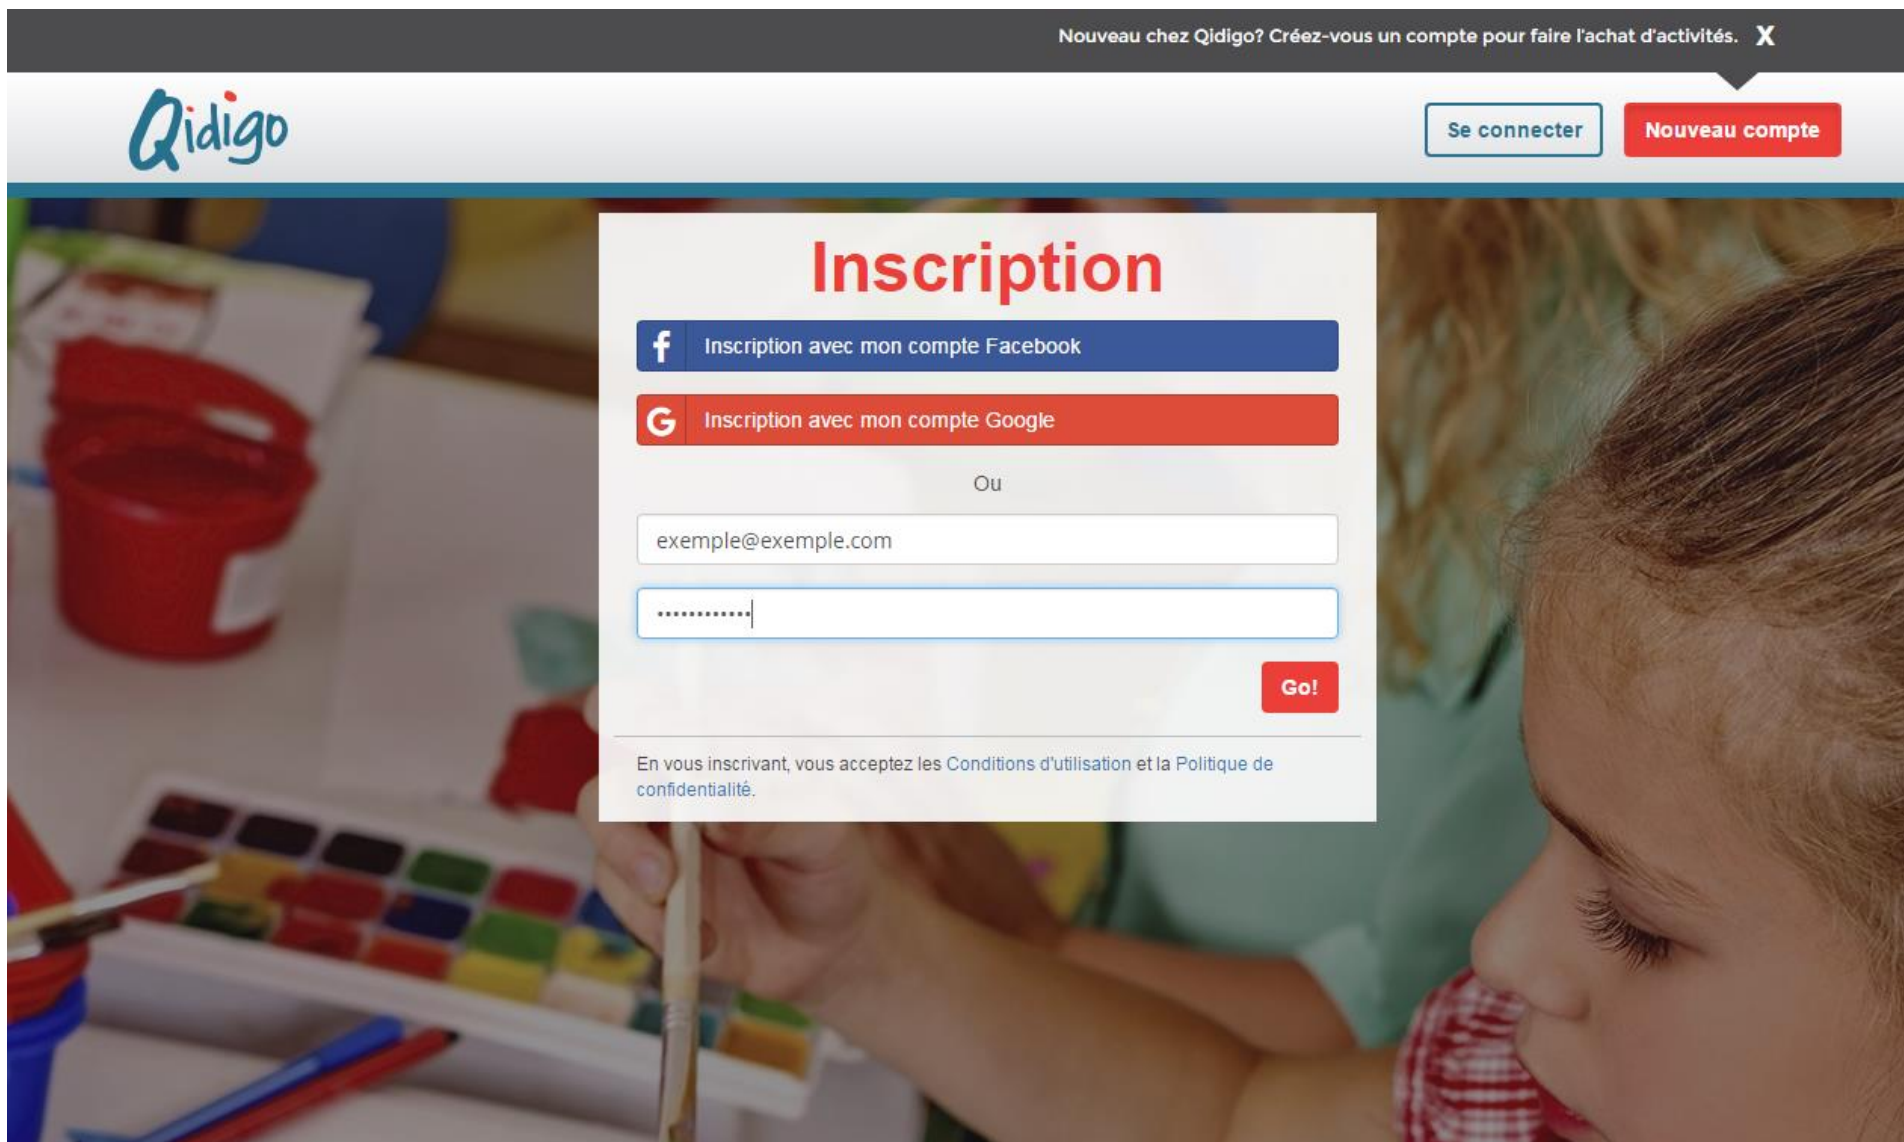 Nouveau chez Qidigo? Créez-vous un compte pour faire l'achat d'activités. X
Qidigo
Se connecter
Nouveau compte
Inscription
f Inscription avec mon compte Facebook
G Inscription avec mon compte Google
Ou
exemple@exemple.com
••••••••••••
Go!
En vous inscrivant, vous acceptez les Conditions d'utilisation et la Politique de
confidentialité.